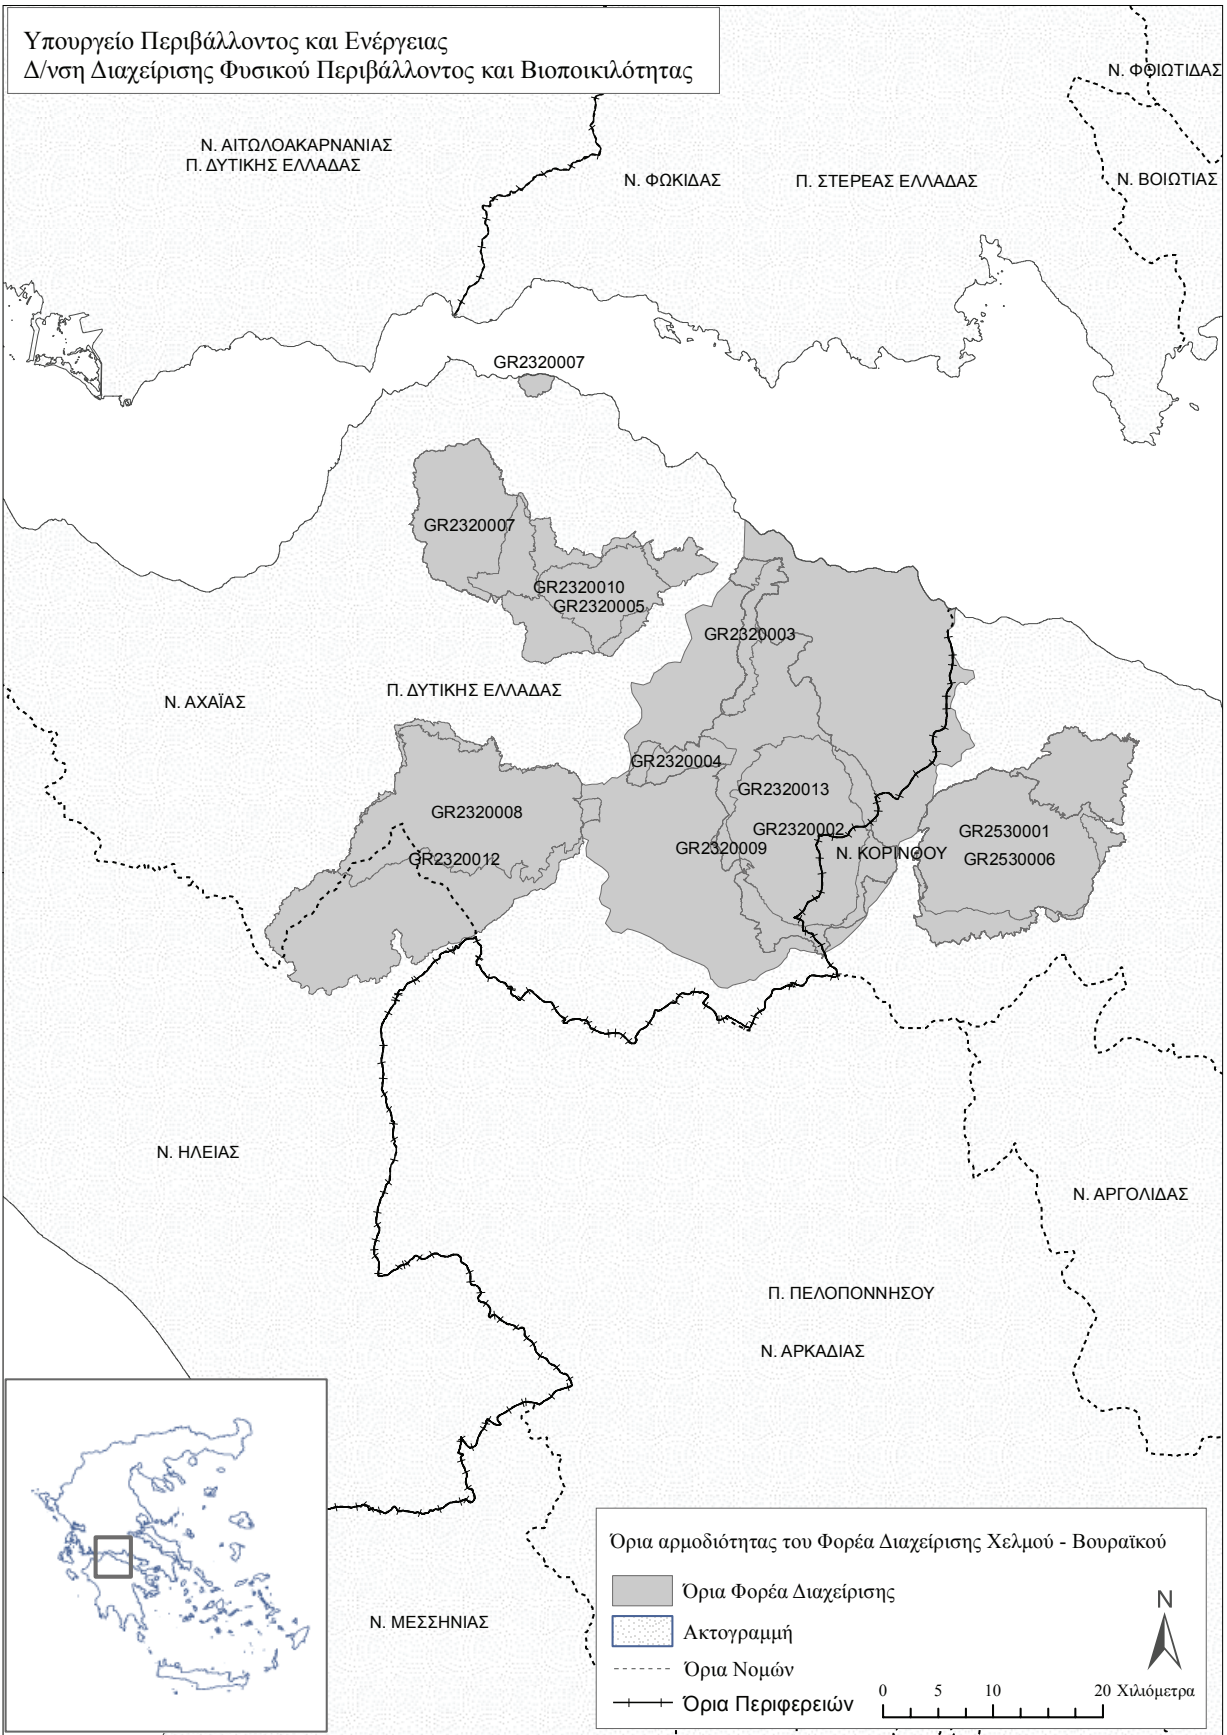 Υπουργείο Περιβάλλοντος και Ενέργειας
Δ/νση Διαχείρισης Φυσικού Περιβάλλοντος και Βιοποικιλότητας
Ν. ΦΘΙΩΤΙΔΑΣ
Ν. ΑΙΤΩΛΟΑΚΑΡΝΑΝΙΑΣ
Π. ΔΥΤΙΚΗΣ ΕΛΛΑΔΑΣ
Ν. ΦΩΚΙΔΑΣ
Π. ΣΤΕΡΕΑΣ ΕΛΛΑΔΑΣ
Ν. ΒΟΙΩΤΙΑΣ
GR2320007
GR2320007
GR2320010
GR2320005
GR2320003
Π. ΔΥΤΙΚΗΣ ΕΛΛΑΔΑΣ
Ν. ΑΧΑΪΑΣ
GR2320004
GR2320013
GR2320008
GR2320002
GR2530001
GR2320009
Ν. ΚΟΡΙΝΘΟΥ
GR2320012
GR2530006
Ν. ΗΛΕΙΑΣ
Ν. ΑΡΓΟΛΙΔΑΣ
Π. ΠΕΛΟΠΟΝΝΗΣΟΥ
Ν. ΑΡΚΑΔΙΑΣ
Ν. ΜΕΣΣΗΝΙΑΣ
Όρια αρμοδιότητας του Φορέα Διαχείρισης Χελμού - Βουραϊκού
Όρια Φορέα Διαχείρισης
Ακτογραμμή
Όρια Νομών
Όρια Περιφερειών
N
0 5 10 20 Χιλιόμετρα